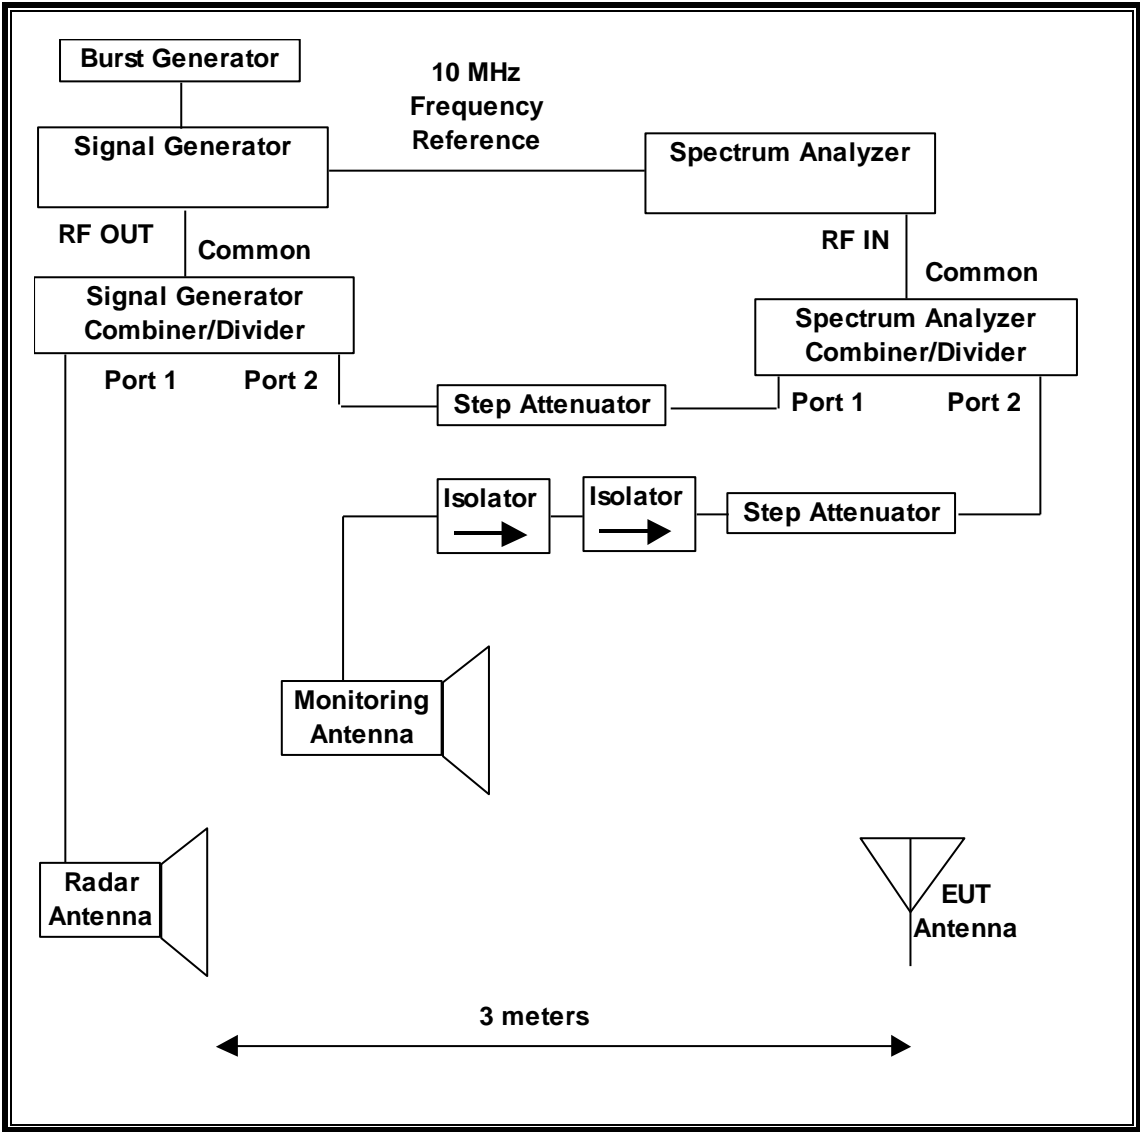 Burst Generator
10 MHz
Frequency
Reference
Signal Generator
Spectrum Analyzer
RF OUT
Common
RF IN
Common
Signal Generator
Combiner/Divider
Spectrum Analyzer
Combiner/Divider
Port 1
Port 2
Step Attenuator
Port 1
Port 2
Isolator
Isolator
Step Attenuator
Monitoring
Antenna
Radar
Antenna
EUT
Antenna
3 meters